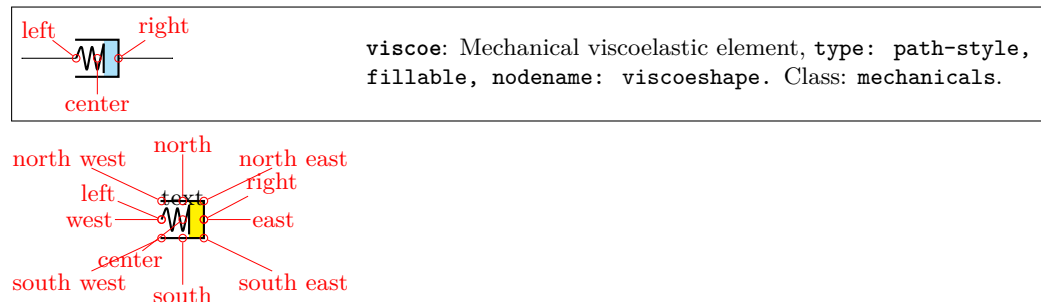 left
right
center
viscoe: Mechanical viscoelastic element, type: path-style,
fillable, nodename: viscoeshape. Class: mechanicals.
north
north west
north east
right
text
left
west
east
center
south west
south east
south